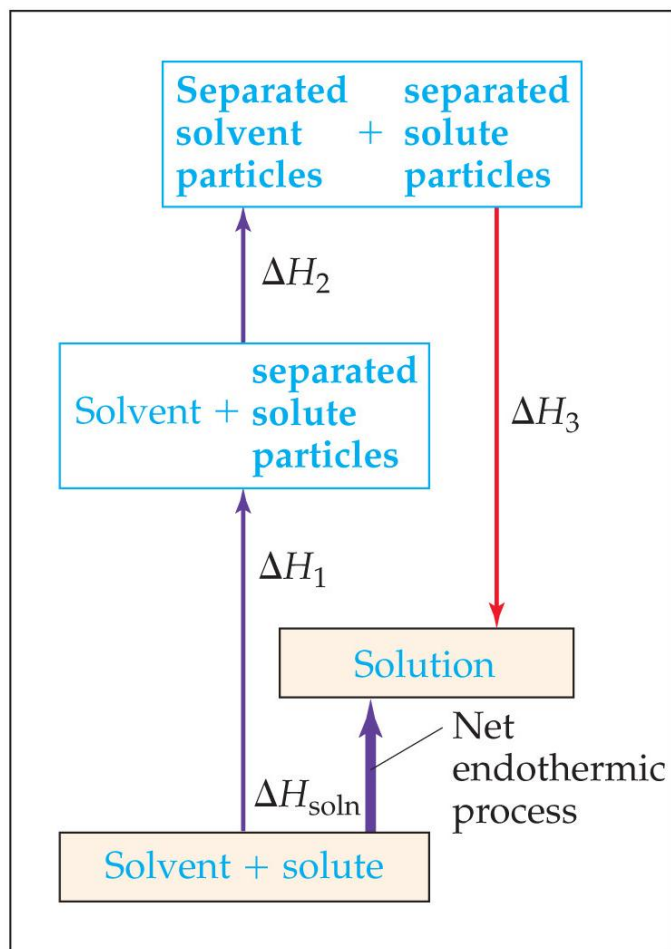 Separated separated
solvent + solute
particles particles
ΔH₂
separated
Solvent + solute
particles
ΔH₃
ΔH₁
Solution
Net
endothermic
process
ΔHsoln
Solvent + solute